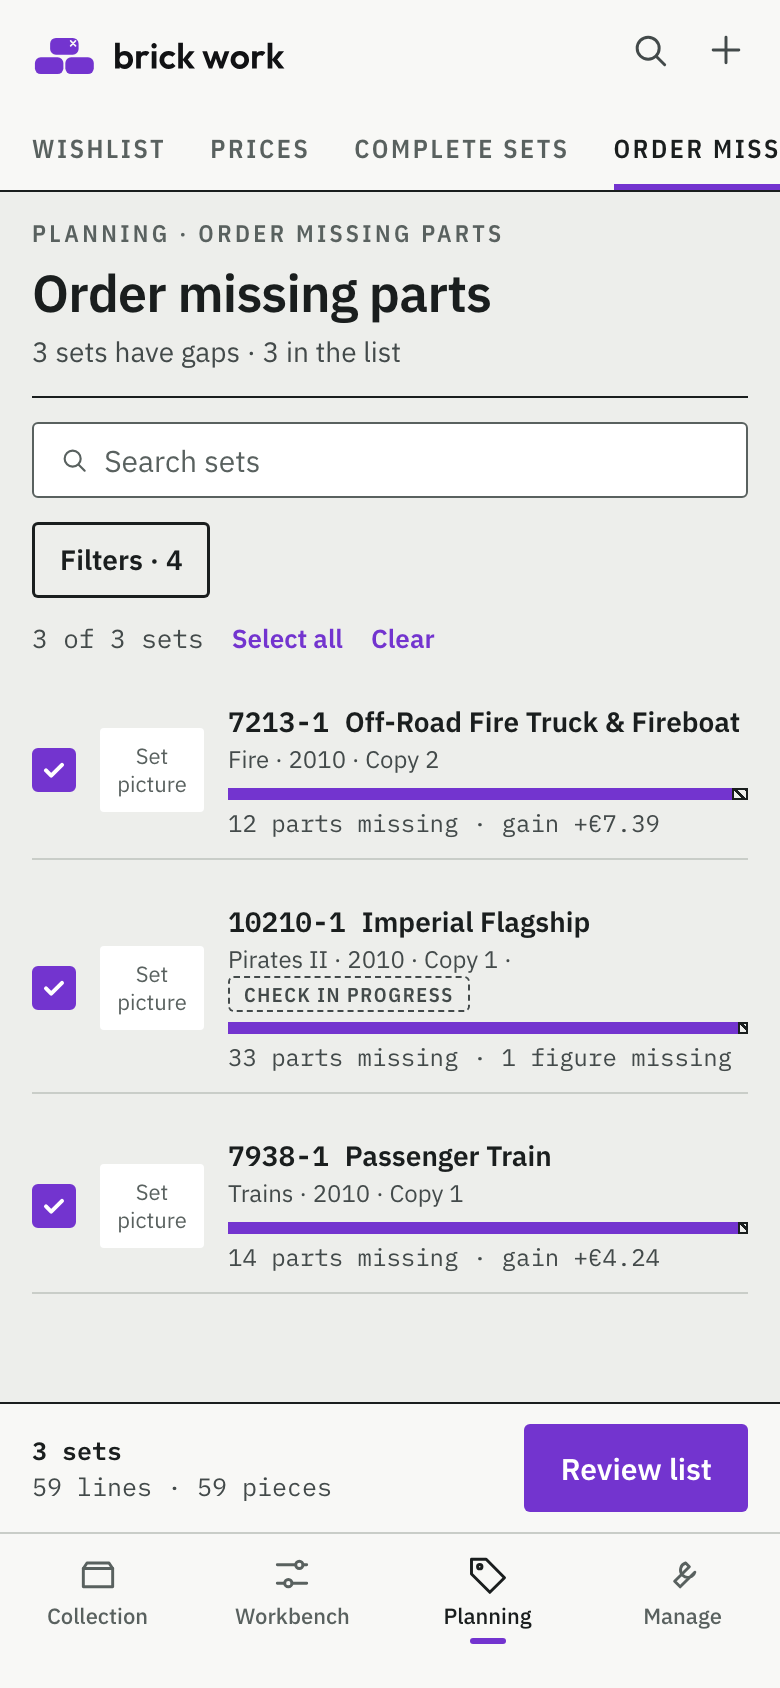 brick work
WISHLIST PRICES COMPLETE SETS ORDER MISS
PLANNING · ORDER MISSING PARTS
Order missing parts
3 sets have gaps · 3 in the list
Search sets
Filters · 4
3 of 3 sets Select all Clear
Set picture
7213-1 Off-Road Fire Truck & Fireboat
Fire · 2010 · Copy 2
12 parts missing · gain +€7.39
Set picture
10210-1 Imperial Flagship
Pirates II · 2010 · Copy 1 ·
CHECK IN PROGRESS
33 parts missing · 1 figure missing
Set picture
7938-1 Passenger Train
Trains · 2010 · Copy 1
14 parts missing · gain +€4.24
3 sets
59 lines · 59 pieces
Review list
Collection Workbench Planning Manage